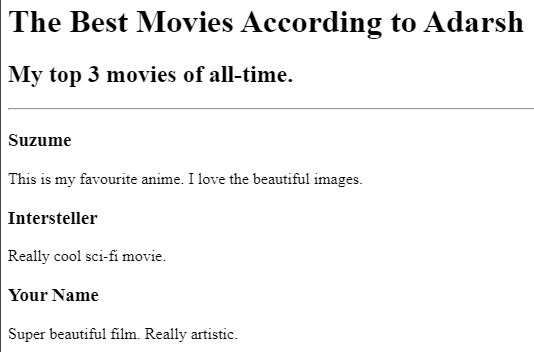 The Best Movies According to Adarsh
My top 3 movies of all-time.
Suzume
This is my favourite anime. I love the beautiful images.
Intersteller
Really cool sci-fi movie.
Your Name
Super beautiful film. Really artistic.